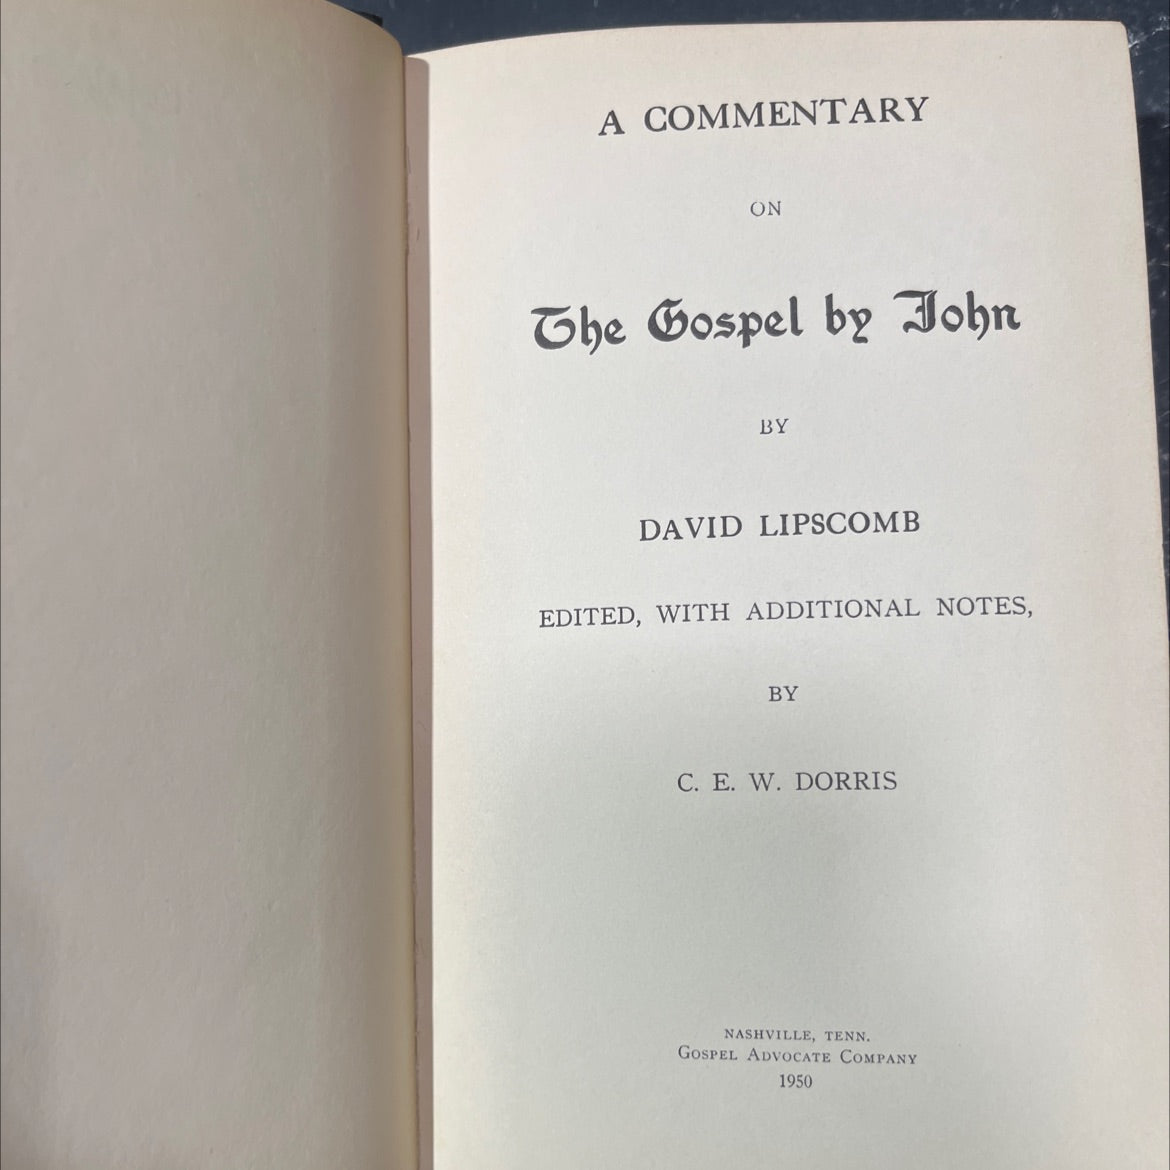 A COMMENTARY
ON
The Gospel by John
BY
DAVID LIPSCOMB
EDITED, WITH ADDITIONAL NOTES,
BY
C. E. W. DORRIS
NASHVILLE, TENN.
GOSPEL ADVOCATE COMPANY
1950